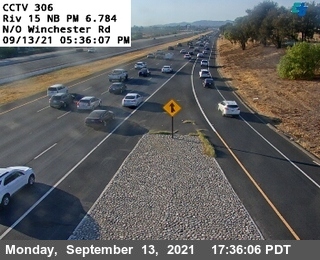 CCTV 306
Riv 15 NB PM 6.784
N/O Winchester Rd
09/13/21 05:36:07 PM
Monday, September 13, 2021 17:36:06 PDT